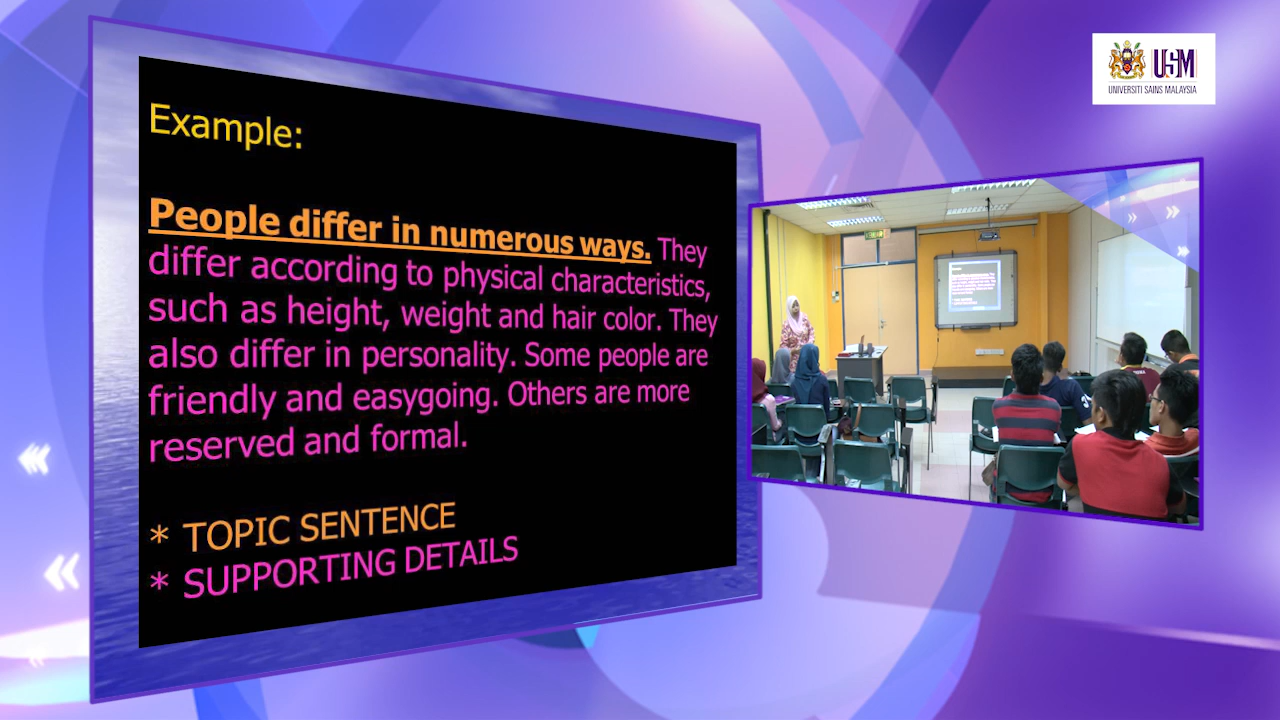 Example:
People differ in numerous ways. They
differ according to physical characteristics,
such as height, weight and hair color. They
also differ in personality. Some people are
friendly and easygoing. Others are more
reserved and formal.
* TOPIC SENTENCE
* SUPPORTING DETAILS
USM
UNIVERSITI SAINS MALAYSIA